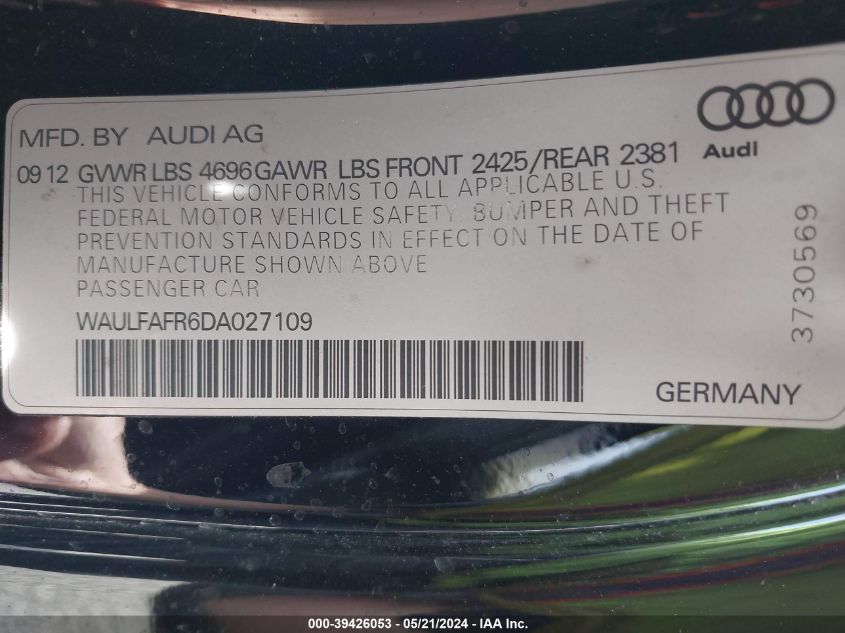 MFD. BY AUDI AG
Audi
09 12 GVWR LBS 4696 GAWR LBS FRONT 2425/REAR 2381
THIS VEHICLE CONFORMS TO ALL APPLICABLE U.S.
FEDERAL MOTOR VEHICLE SAFETY, BUMPER AND THEFT
PREVENTION STANDARDS IN EFFECT ON THE DATE OF
MANUFACTURE SHOWN ABOVE
PASSENGER CAR
WAULFAFR6DA027109
3730569
GERMANY
000-39426053 - 05/21/2024 - IAA Inc.